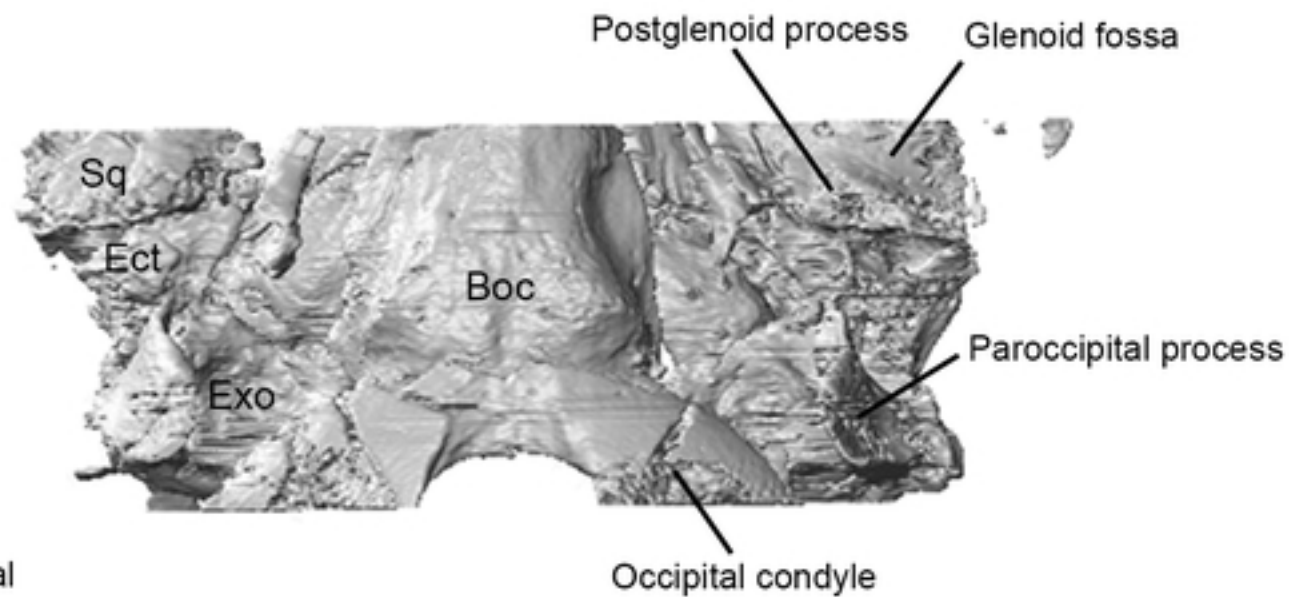 Postglenoid process
Glenoid fossa
Sq
Ect
Boc
Paroccipital process
Exo
Occipital condyle